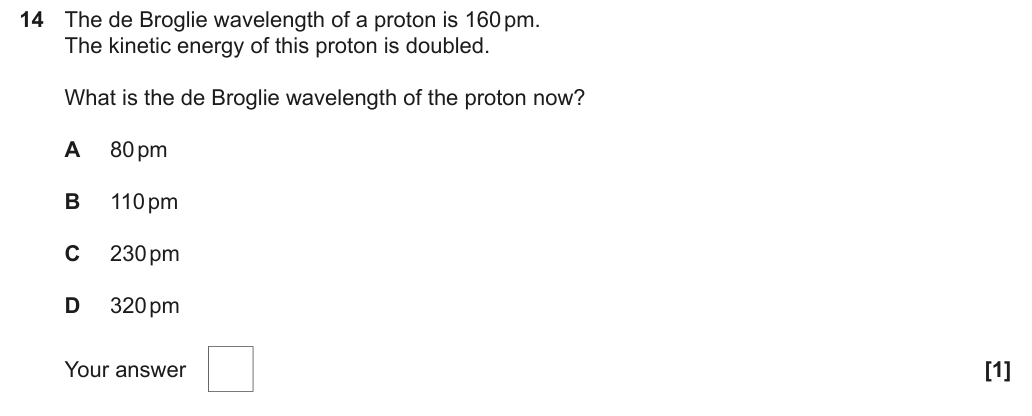 14 The de Broglie wavelength of a proton is 160 pm.
The kinetic energy of this proton is doubled.
What is the de Broglie wavelength of the proton now?
A 80 pm
B 110 pm
C 230 pm
D 320 pm
Your answer [1]